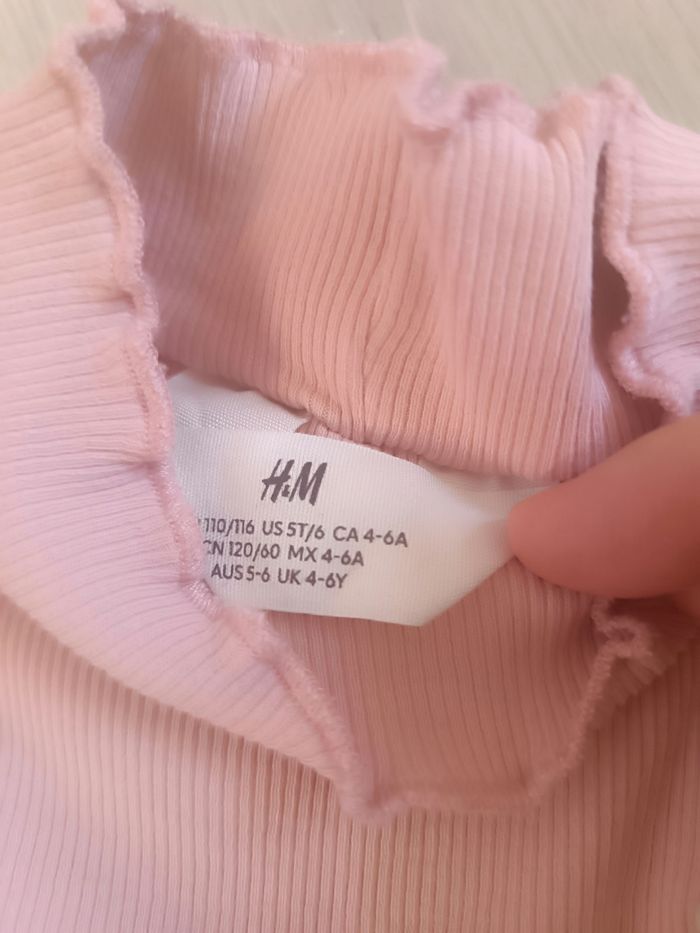 H&M
110/116 US 5T/6 CA 4-6A
CN 120/60 MX 4-6A
AUS 5-6 UK 4-6Y